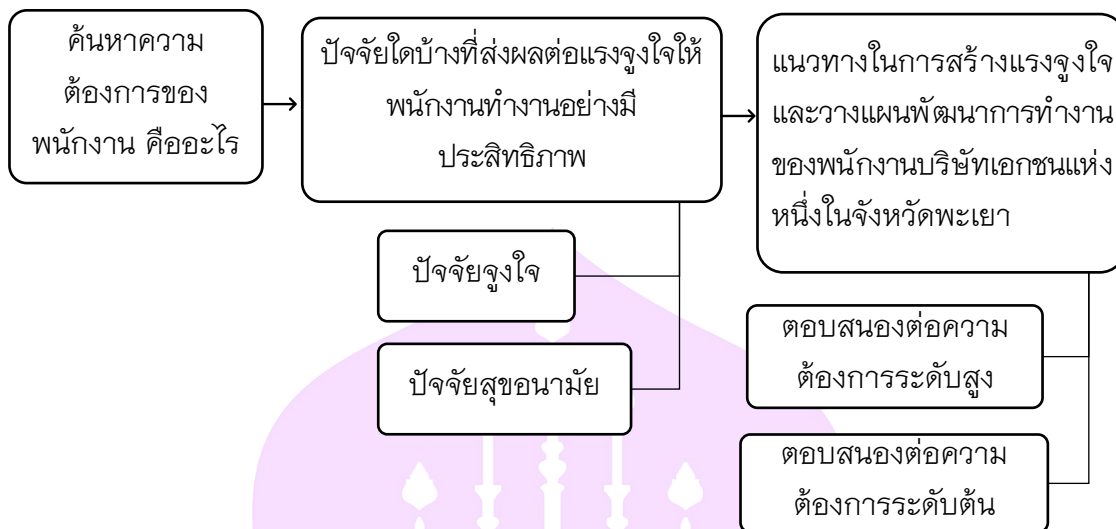 ค้นหาความ
ต้องการของ
พนักงาน คืออะไร
ปัจจัยใดบ้างที่ส่งผลต่อแรงจูงใจให้
พนักงานทำงานอย่างมี
ประสิทธิภาพ
แนวทางในการสร้างแรงจูงใจ
และวางแผนพัฒนาการทำงาน
ของพนักงานบริษัทเอกชนแห่ง
หนึ่งในจังหวัดพะเยา
ปัจจัยจูงใจ
ปัจจัยสุขอนามัย
ตอบสนองต่อความ
ต้องการระดับสูง
ตอบสนองต่อความ
ต้องการระดับต้น